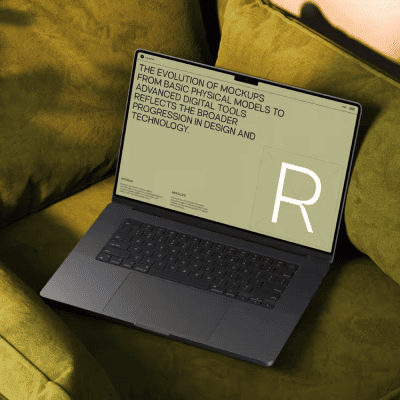 THE EVOLUTION OF MOCKUPS
FROM BASIC PHYSICAL MODELS TO
ADVANCED DIGITAL TOOLS
REFLECTS THE BROADER
PROGRESSION IN DESIGN AND
TECHNOLOGY.
R